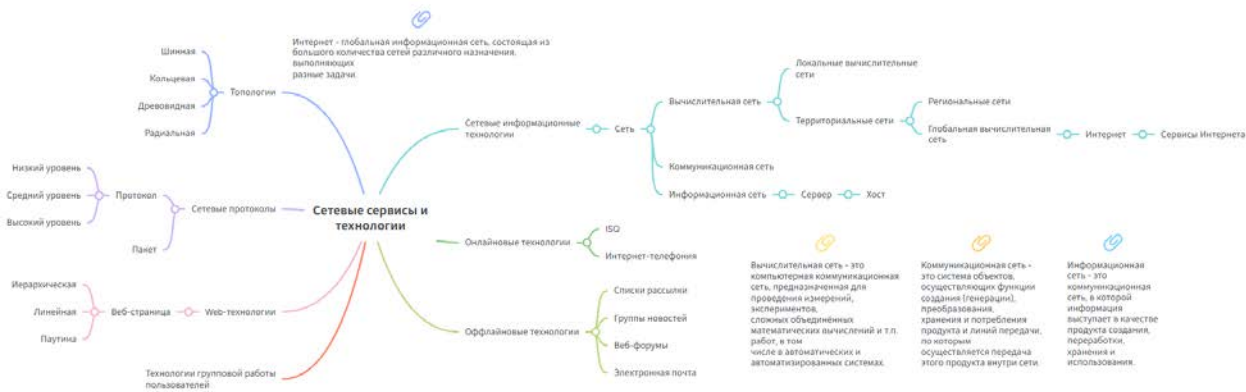 Интернет - глобальная информационная сеть, состоящая из
большого количества сетей различного назначения,
выполняющих
разные задачи.
Шинная
Кольцевая
Древовидная
Радиальная
Топологии
Низкий уровень
Средний уровень
Высокий уровень
Протокол
Пакет
Сетевые протоколы
Иерархическая
Линейная
Паутина
Веб-страница
Web-технологии
Технологии групповой работы
пользователей
Сетевые сервисы и
технологии
Сетевые информационные
технологии
Сеть
Вычислительная сеть
Локальные вычислительные
сети
Территориальные сети
Региональные сети
Глобальная вычислительная
сеть
Интернет
Сервисы Интернета
Коммуникационная сеть
Информационная сеть
Сервер
Хост
Онлайновые технологии
ISQ
Интернет-телефония
Оффлайновые технологии
Списки рассылки
Группы новостей
Веб-форумы
Электронная почта
Вычислительная сеть - это
компьютерная коммуникационная
сеть, предназначенная для
проведения измерений,
экспериментов,
сложных объединённых
математических вычислений и т.п.
работ, в том
числе в автоматических и
автоматизированных системах.
Коммуникационная сеть -
это система объектов,
осуществляющих функции
создания (генерации),
преобразования,
хранения и потребления
продукта и линий передачи,
по которым
осуществляется передача
этого продукта внутри сети.
Информационная
сеть - это
коммуникационная
сеть, в которой
информация
выступает в качестве
продукта создания,
переработки,
хранения и
использования.